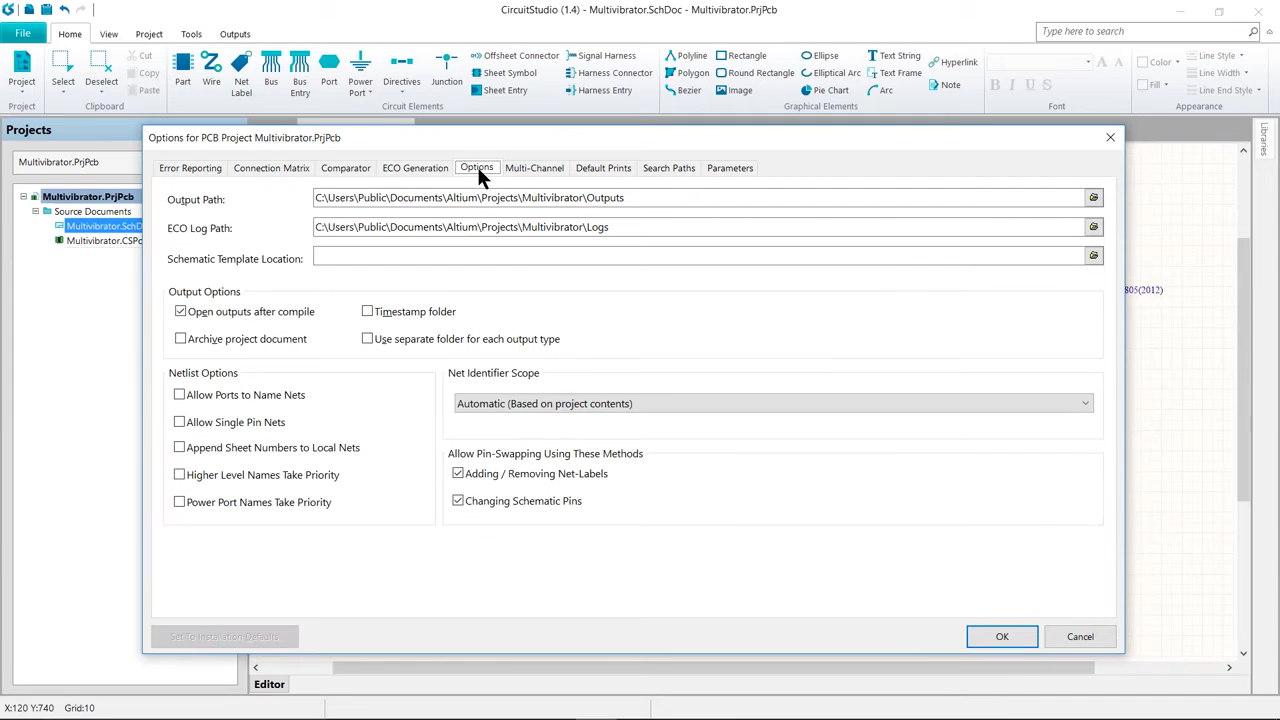 CircuitStudio (1.4) - Multivibrator.SchDoc - Multivibrator.PrjPcb
File Home View Project Tools Outputs
Type here to search
Project Select Deselect Cut Copy Paste
Part Wire Net Label Bus Bus Entry Port Power Port Directives Junction
Offsheet Connector Signal Harness
Sheet Symbol Harness Connector
Sheet Entry Harness Entry
Polyline Rectangle Ellipse Text String Hyperlink
Polygon Round Rectangle Elliptical Arc Text Frame Note
Bezier Image Pie Chart Arc
B I U S
Color Line Style
Line Width
Fill Line End Style
Project Clipboard Circuit Elements Graphical Elements Font Appearance
Projects
Multivibrator.PrjPcb
Multivibrator.PrjPcb
Source Documents
Multivibrator.SchD
Multivibrator.CSPc
Libraries
805(2012)
Options for PCB Project Multivibrator.PrjPcb
Error Reporting Connection Matrix Comparator ECO Generation Options Multi-Channel Default Prints Search Paths Parameters
Output Path: C:\Users\Public\Documents\Altium\Projects\Multivibrator\Outputs
ECO Log Path: C:\Users\Public\Documents\Altium\Projects\Multivibrator\Logs
Schematic Template Location:
Output Options
Open outputs after compile Timestamp folder
Archive project document Use separate folder for each output type
Netlist Options
Allow Ports to Name Nets
Allow Single Pin Nets
Append Sheet Numbers to Local Nets
Higher Level Names Take Priority
Power Port Names Take Priority
Net Identifier Scope
Automatic (Based on project contents)
Allow Pin-Swapping Using These Methods
Adding / Removing Net-Labels
Changing Schematic Pins
Set To Installation Defaults OK Cancel
Editor
X:120 Y:740 Grid:10